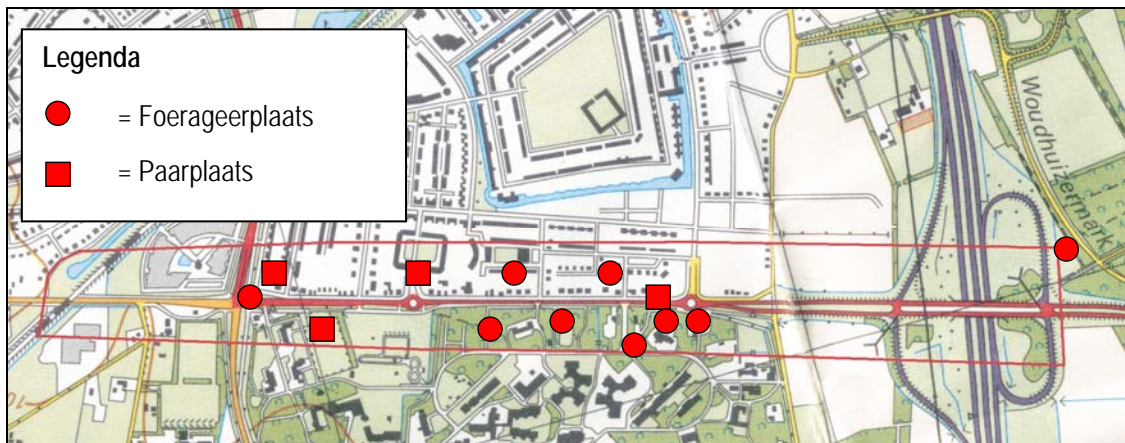 Legenda
= Foerageerplaats
= Paarplaats
Woudhuizermark